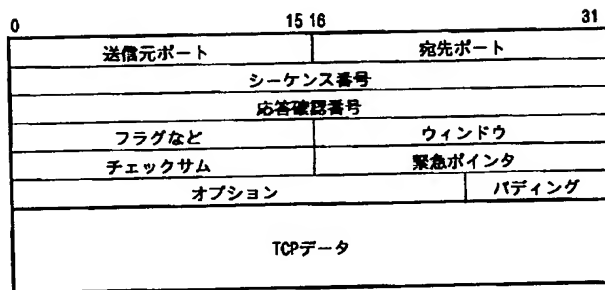 0 15 16 31
送信元ポート 宛先ポート
シーケンス番号
応答確認番号
フラグなど ウィンドウ
チェックサム 緊急ポインタ
オプション パディング
TCPデータ